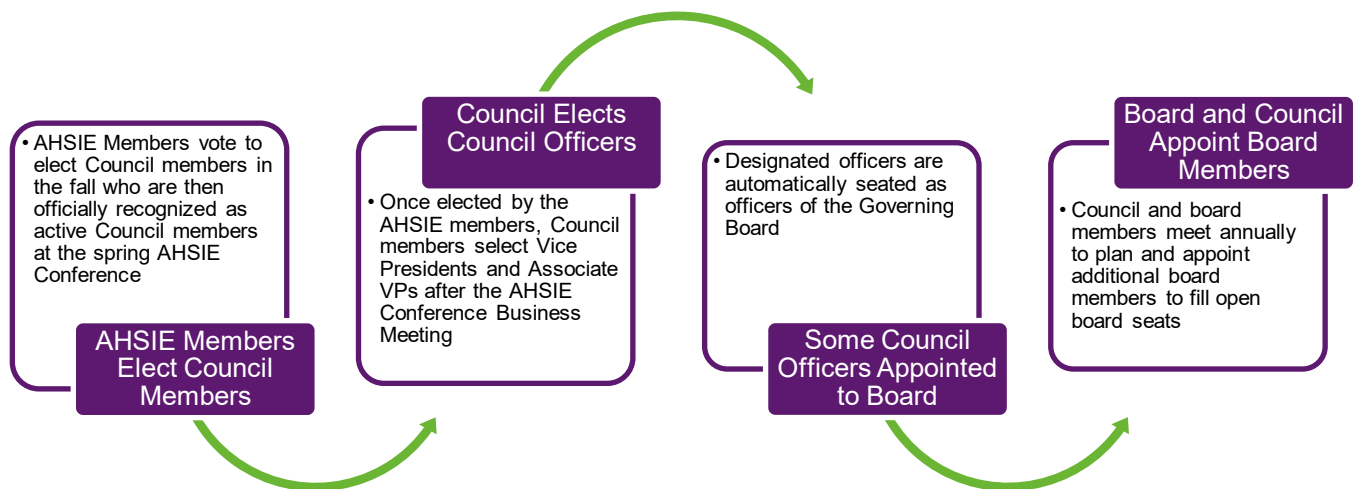 • AHSIE Members vote to
elect Council members in
the fall who are then
officially recognized as
active Council members
at the spring AHSIE
Conference
AHSIE Members
Elect Council
Members
Council Elects
Council Officers
• Once elected by the
AHSIE members, Council
members select Vice
Presidents and Associate
VPs after the AHSIE
Conference Business
Meeting
• Designated officers are
automatically seated as
officers of the Governing
Board
Some Council
Officers Appointed
to Board
Board and Council
Appoint Board
Members
• Council and board
members meet annually
to plan and appoint
additional board
members to fill open
board seats